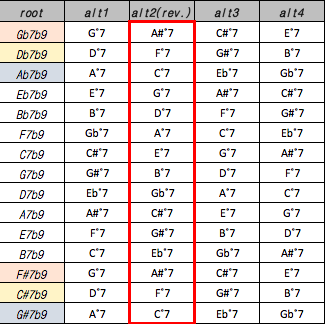 root alt1 alt2(rev.) alt3 alt4
Gb7b9 G°7 A#°7 C#°7 E°7
Db7b9 D°7 F°7 G#°7 B°7
Ab7b9 A°7 C°7 Eb°7 Gb°7
Eb7b9 E°7 G°7 A#°7 C#°7
Bb7b9 B°7 D°7 F°7 G#°7
F7b9 Gb°7 A°7 C°7 Eb°7
C7b9 C#°7 E°7 G°7 A#°7
G7b9 G#°7 B°7 D°7 F°7
D7b9 Eb°7 Gb°7 A°7 C°7
A7b9 A#°7 C#°7 E°7 G°7
E7b9 F°7 G#°7 B°7 D°7
B7b9 C°7 Eb°7 Gb°7 A#°7
F#7b9 G°7 A#°7 C#°7 E°7
C#7b9 D°7 F°7 G#°7 B°7
G#7b9 A°7 C°7 Eb°7 Gb°7